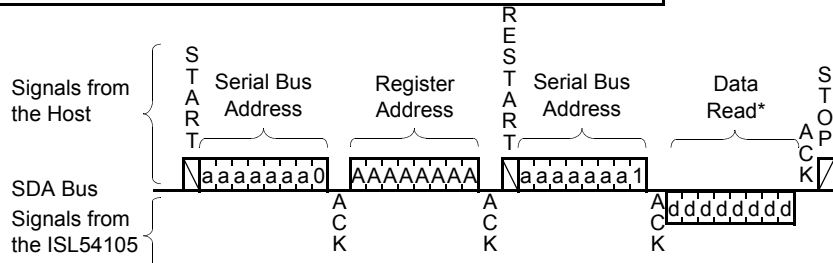 START
RESTART
STOP
Signals from
the Host
Serial Bus
Address
Register
Address
Serial Bus
Address
Data
Read*
ACK
SDA Bus
aaaaaaa0
AAAAAAAA
aaaaaaa1
Signals from
the ISL54105
ACK
ACK
ACK
dddddddd